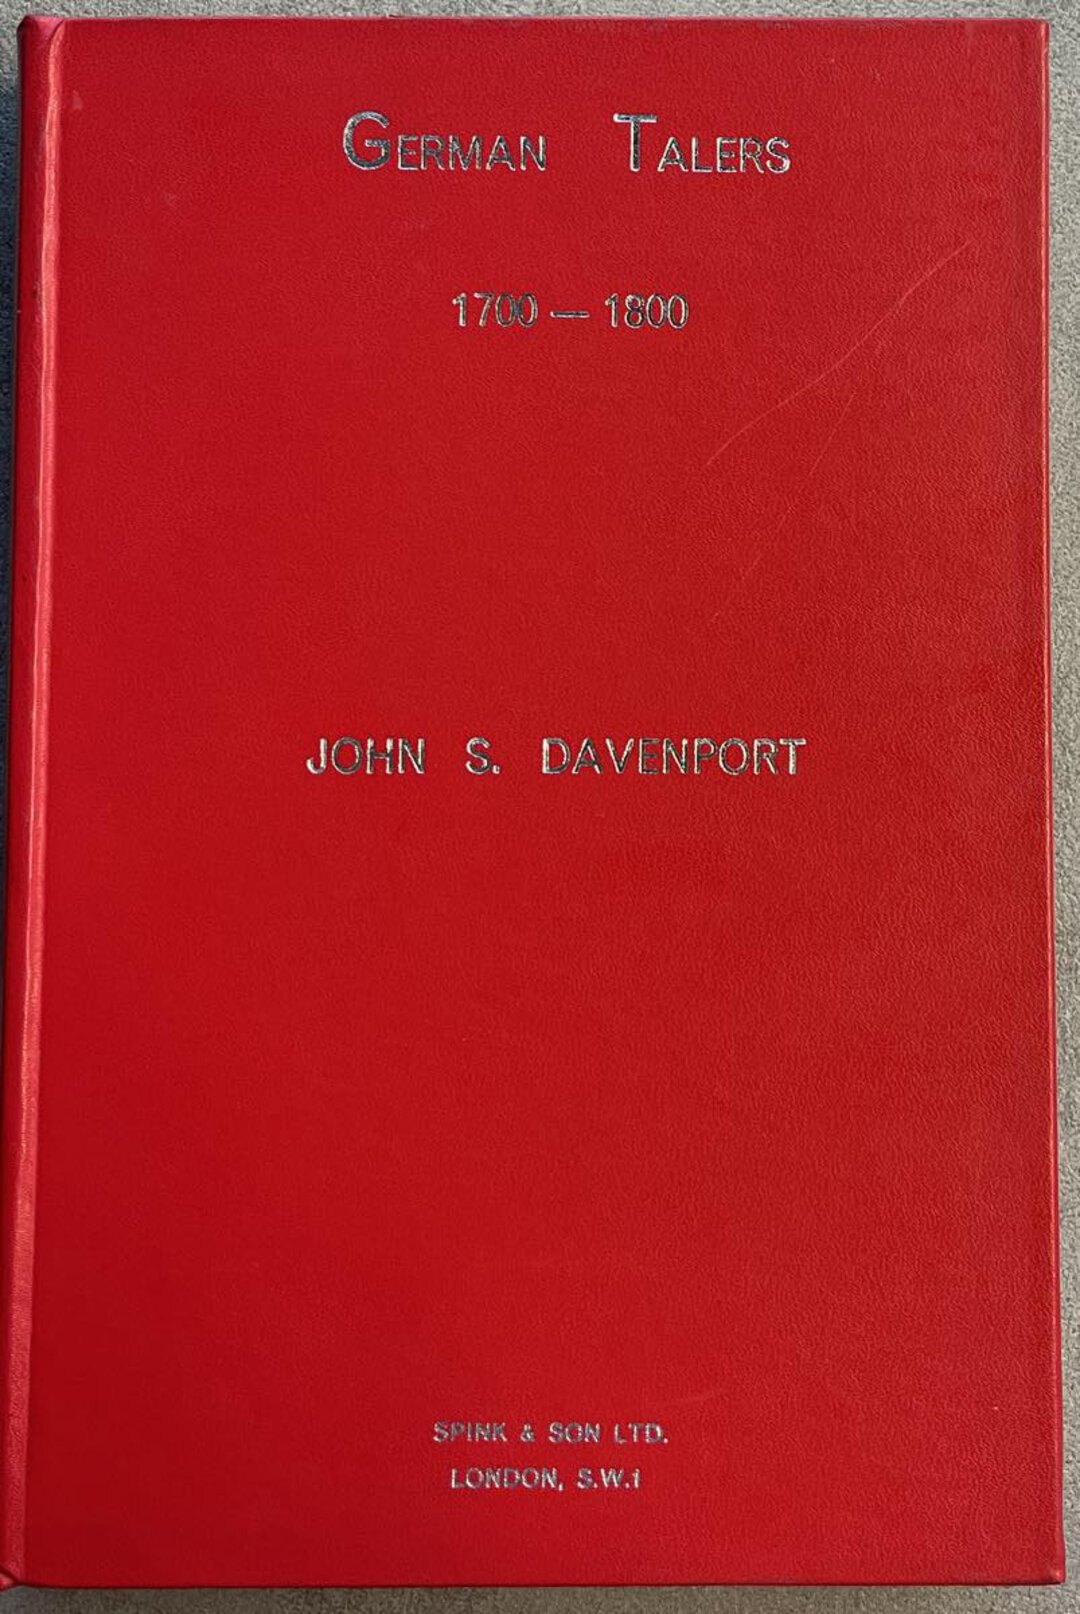 GERMAN TALERS
1700 — 1800
JOHN S. DAVENPORT
SPINK & SON LTD.
LONDON, S.W.1